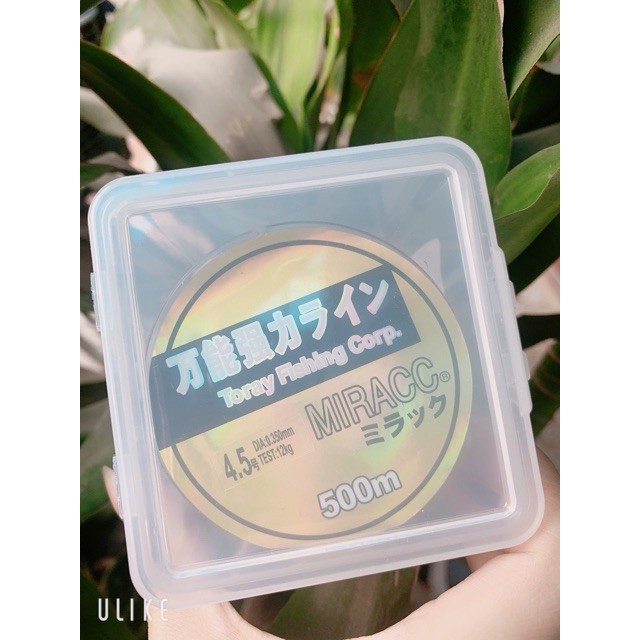 万能强力ライン
Toray Fishing Corp.
MIRACC®
ミラック
4.5号
DIA:0.350mm
TEST:12kg
500m
ULIKE